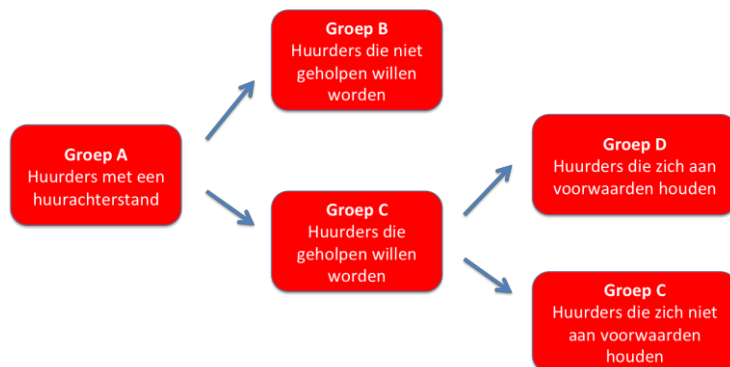 Groep B
Huurders die niet
geholpen willen
worden
Groep A
Huurders met een
huurachterstand
Groep C
Huurders die
geholpen willen
worden
Groep D
Huurders die zich aan
voorwaarden houden
Groep C
Huurders die zich niet
aan voorwaarden
houden